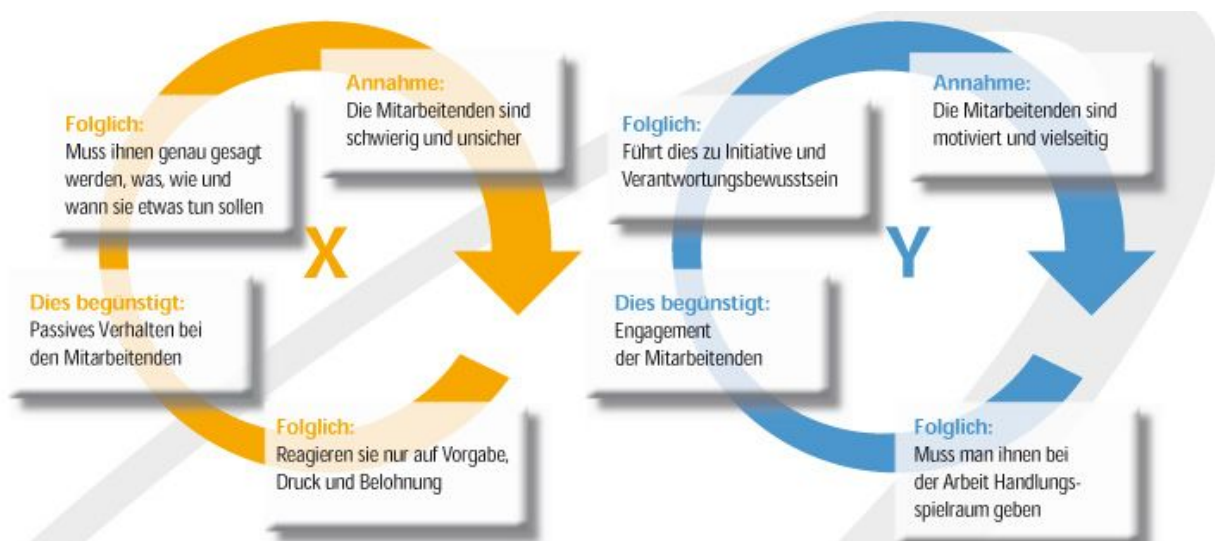 Annahme:
Die Mitarbeitenden sind
schwierig und unsicher
Folglich:
Muss ihnen genau gesagt
werden, was, wie und
wann sie etwas tun sollen
X
Dies begünstigt:
Passives Verhalten bei
den Mitarbeitenden
Folglich:
Reagieren sie nur auf Vorgabe,
Druck und Belohnung
Annahme:
Die Mitarbeitenden sind
motiviert und vielseitig
Folglich:
Führt dies zu Initiative und
Verantwortungsbewusstsein
Y
Dies begünstigt:
Engagement
der Mitarbeitenden
Folglich:
Muss man ihnen bei
der Arbeit Handlungs-
spielraum geben